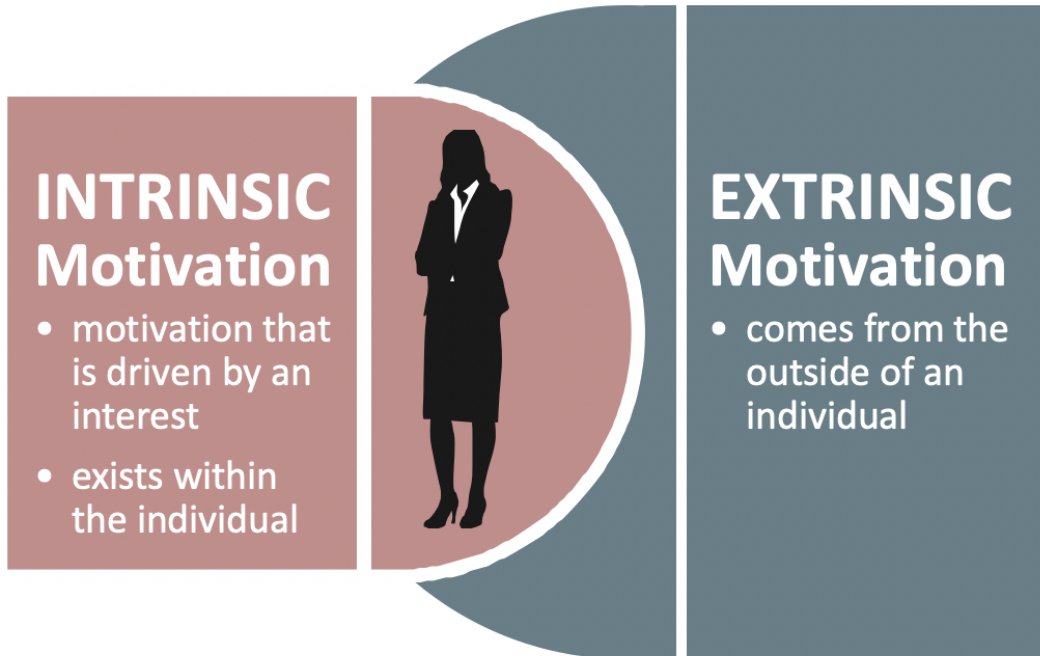 INTRINSIC
Motivation
• motivation that
is driven by an
interest
• exists within
the individual
EXTRINSIC
Motivation
• comes from the
outside of an
individual